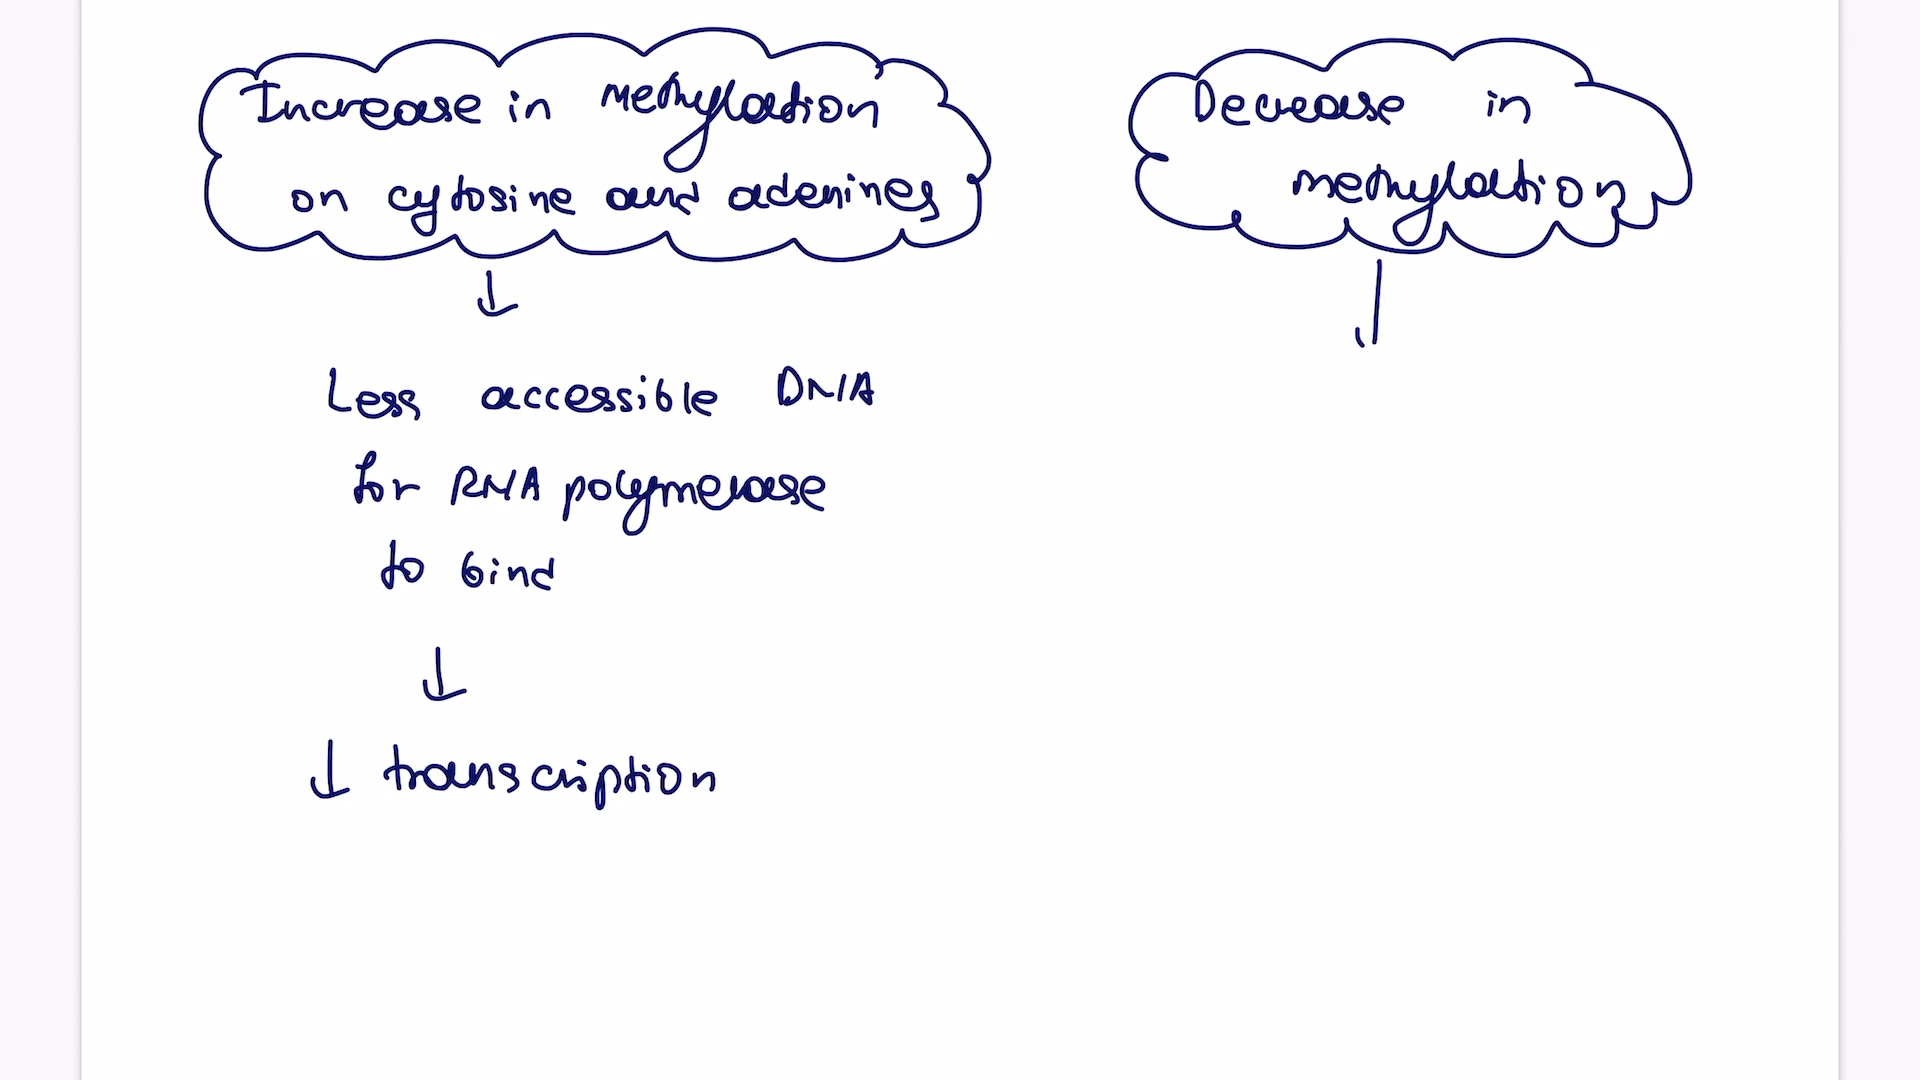 Increase in methylation
on cytosine and adenines
↓
Less accessible DNA
for RNA polymerase
to bind
↓
↓ transcription
Decrease in
methylation